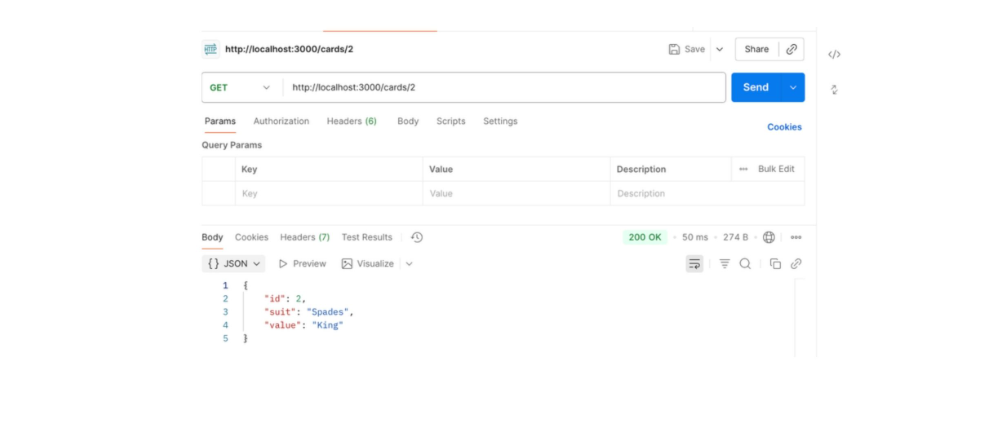 HTTP http://localhost:3000/cards/2 Save Share
GET http://localhost:3000/cards/2 Send
Params Authorization Headers (6) Body Scripts Settings Cookies
Query Params
Key Value Description Bulk Edit
Key Value Description
Body Cookies Headers (7) Test Results 200 OK 50 ms 274 B
{} JSON Preview Visualize
1 {
2 "id": 2,
3 "suit": "Spades",
4 "value": "King"
5 }